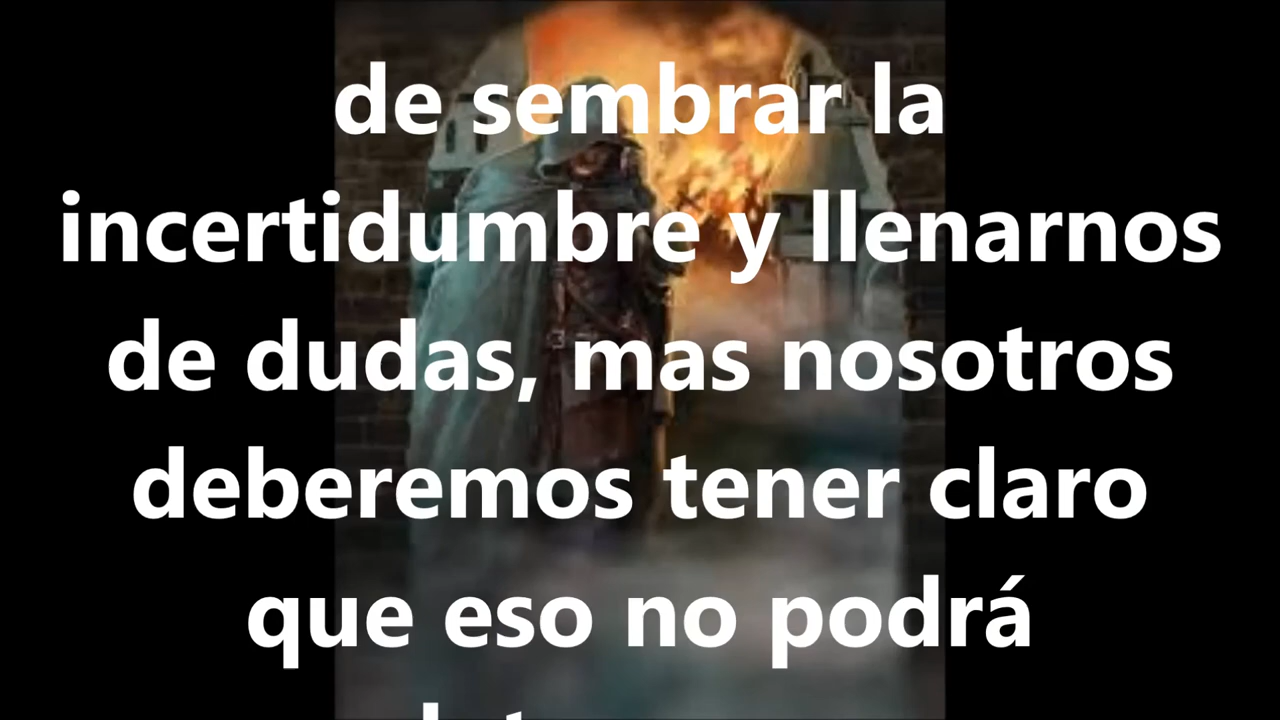 de sembrar la
incertidumbre y llenarnos
de dudas, mas nosotros
deberemos tener claro
que eso no podrá